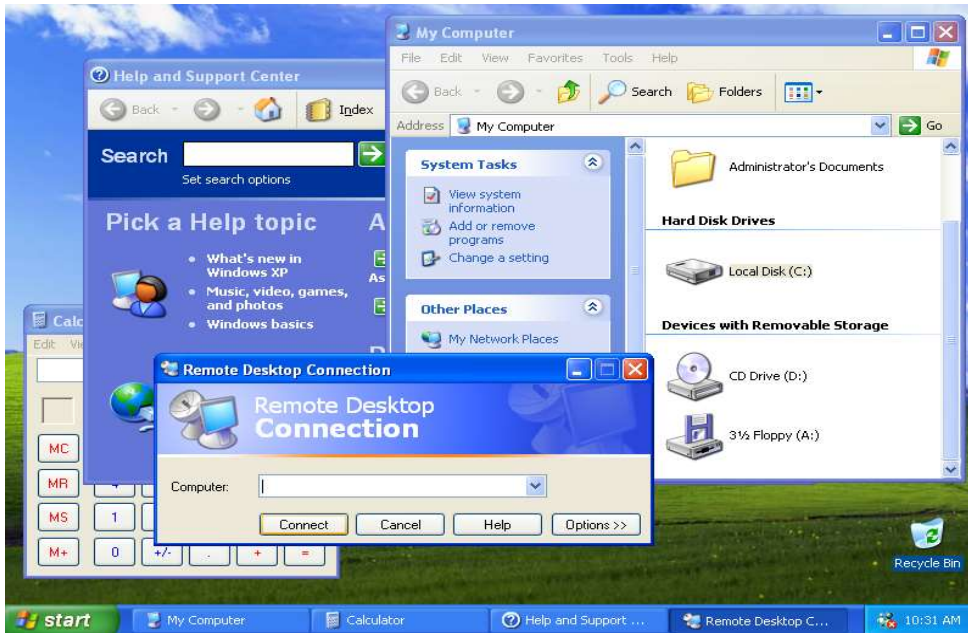 My Computer
File Edit View Favorites Tools Help
Back Search Folders
Address My Computer Go
System Tasks
View system
information
Add or remove
programs
Change a setting
Other Places
My Network Places
Administrator's Documents
Hard Disk Drives
Local Disk (C:)
Devices with Removable Storage
CD Drive (D:)
3½ Floppy (A:)
Help and Support Center
Back Index
Search
Set search options
Pick a Help topic
What's new in
Windows XP
Music, video, games,
and photos
Windows basics
A
As
Calc
Edit Vi
MC
MR
MS 1
M+ 0 +/- . + =
Remote Desktop Connection
Remote Desktop
Connection
Computer:
Connect Cancel Help Options >>
Recycle Bin
start My Computer Calculator Help and Support ... Remote Desktop C... 10:31 AM